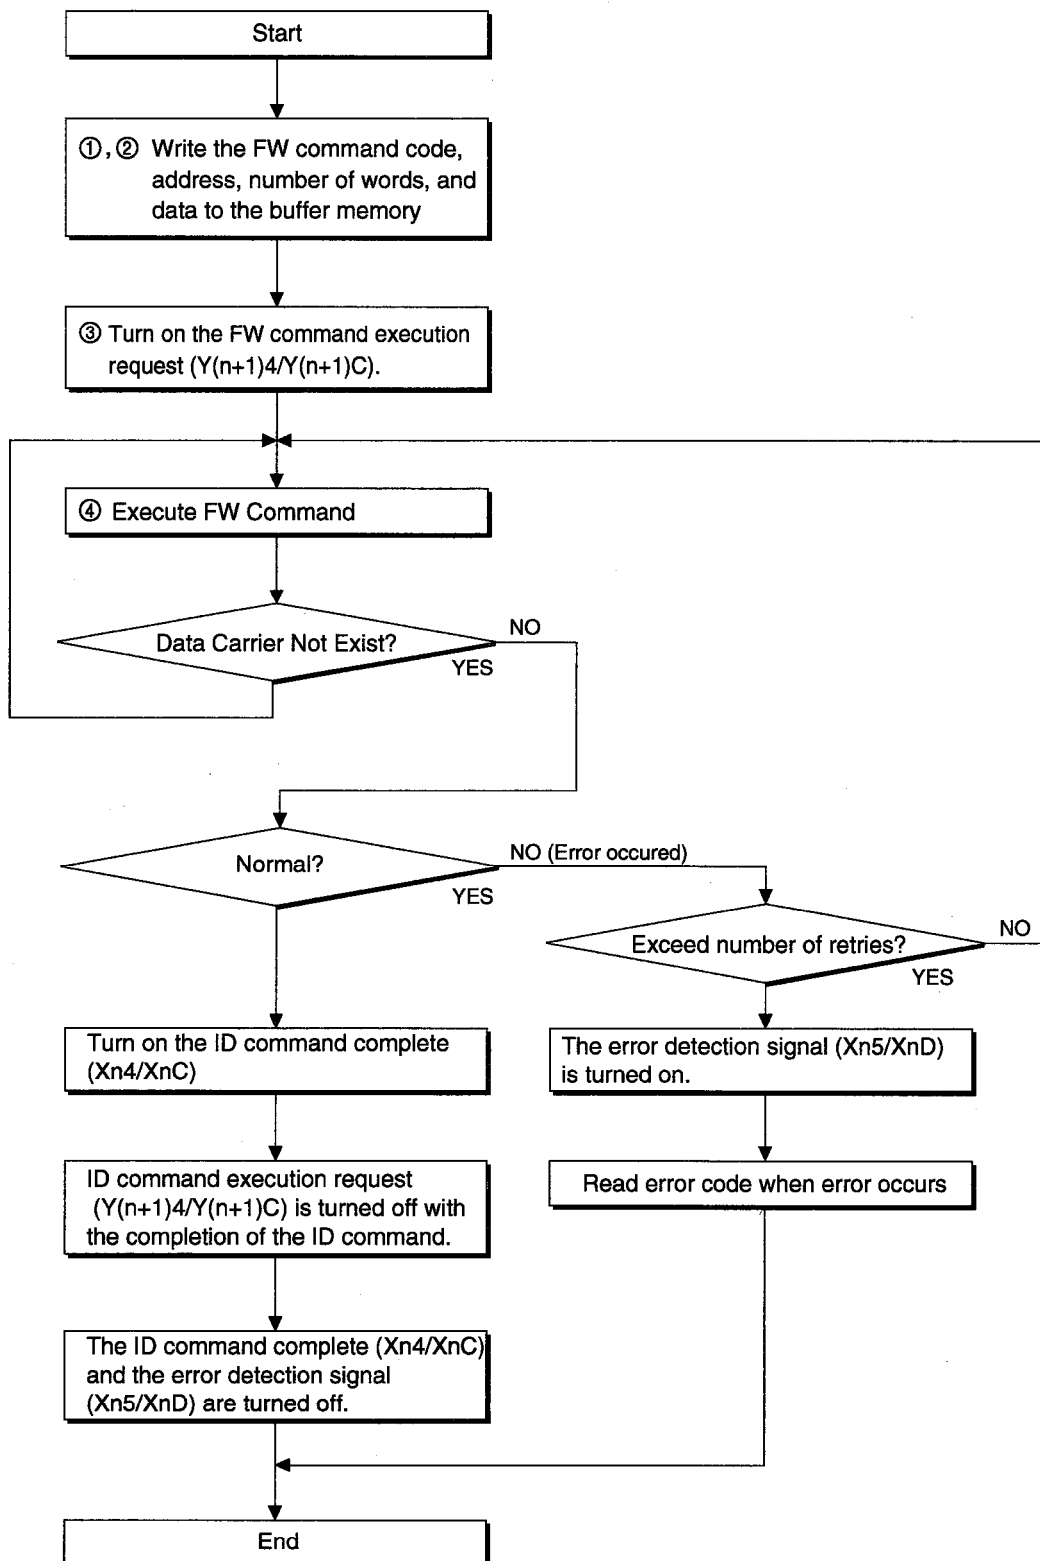 Start
①,② Write the FW command code,
address, number of words, and
data to the buffer memory
③ Turn on the FW command execution
request (Y(n+1)4/Y(n+1)C).
④ Execute FW Command
Data Carrier Not Exist?
NO
YES
Normal?
NO (Error occured)
YES
Exceed number of retries?
NO
YES
Turn on the ID command complete
(Xn4/XnC)
The error detection signal (Xn5/XnD)
is turned on.
ID command execution request
(Y(n+1)4/Y(n+1)C) is turned off with
the completion of the ID command.
Read error code when error occurs
The ID command complete (Xn4/XnC)
and the error detection signal
(Xn5/XnD) are turned off.
End